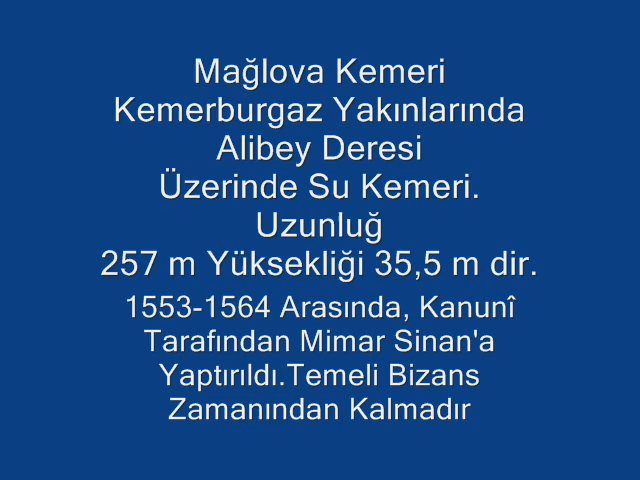 Mağlova Kemeri
Kemerburgaz Yakınlarında
Alibey Deresi
Üzerinde Su Kemeri.
Uzunluğ
257 m Yüksekliği 35,5 m dir.
1553-1564 Arasında, Kanunî
Tarafından Mimar Sinan'a
Yaptırıldı.Temeli Bizans
Zamanından Kalmadır